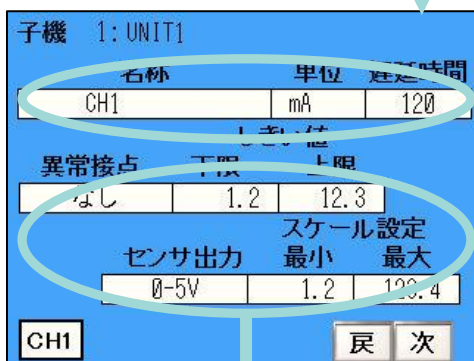 子機 1:UNIT1
名称 単位 遅延時間
CH1 mA 120
しきい値
異常接点 下限 上限
なし 1.2 12.3
スケール設定
センサ出力 最小 最大
0-5V 1.2 123.4
CH1 戻 次